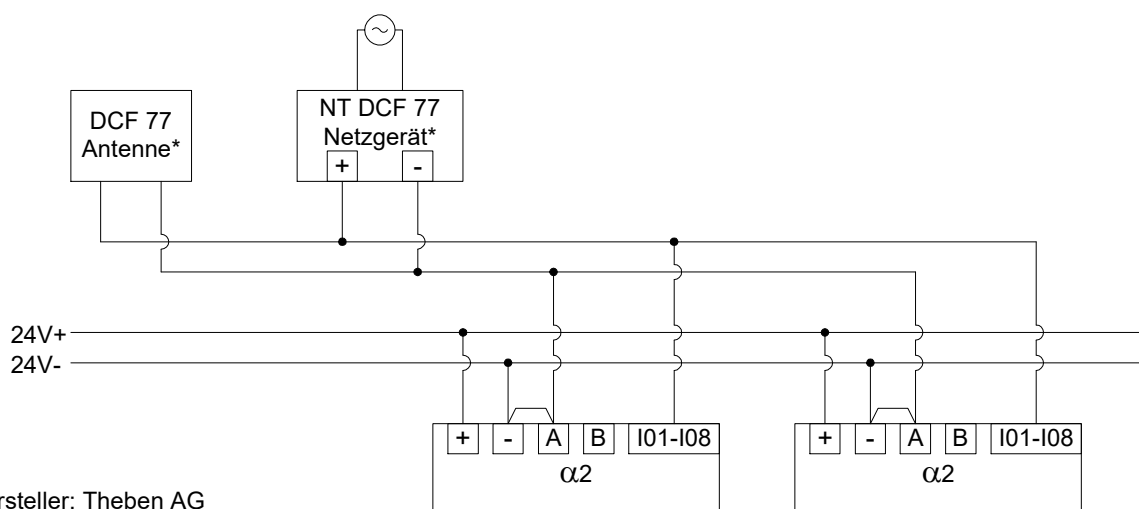 DCF 77
Antenne*
NT DCF 77
Netzgerät*
+ -
24V+
24V-
+ - A B I01-I08
α2
+ - A B I01-I08
α2
rsteller: Theben AG